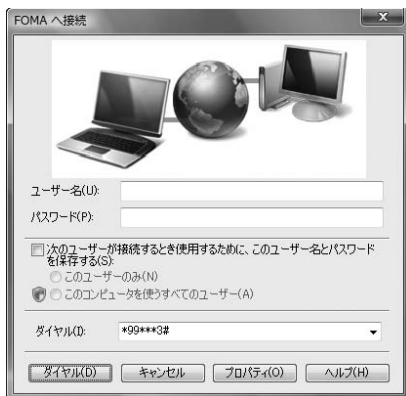 FOMA へ接続
ユーザー名(U):
パスワード(P):
次のユーザーが接続するとき使用するために、このユーザー名とパスワード
を保存する(S):
このユーザーのみ(N)
このコンピュータを使うすべてのユーザー(A)
ダイヤル(I): *99***3#
ダイヤル(D) キャンセル プロパティ(O) ヘルプ(H)